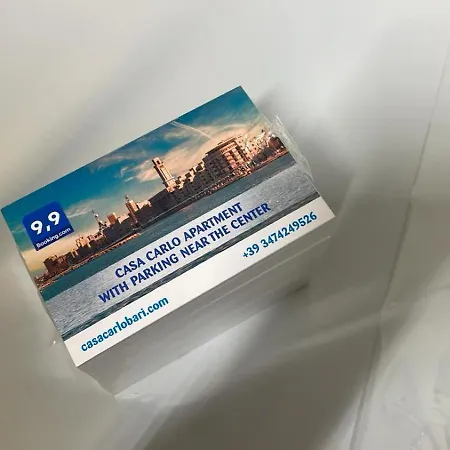 9,9
Booking.com
CASA CARLO APARTMENT
WITH PARKING NEAR THE CENTER
+39 3474249526
casacarlobari.com